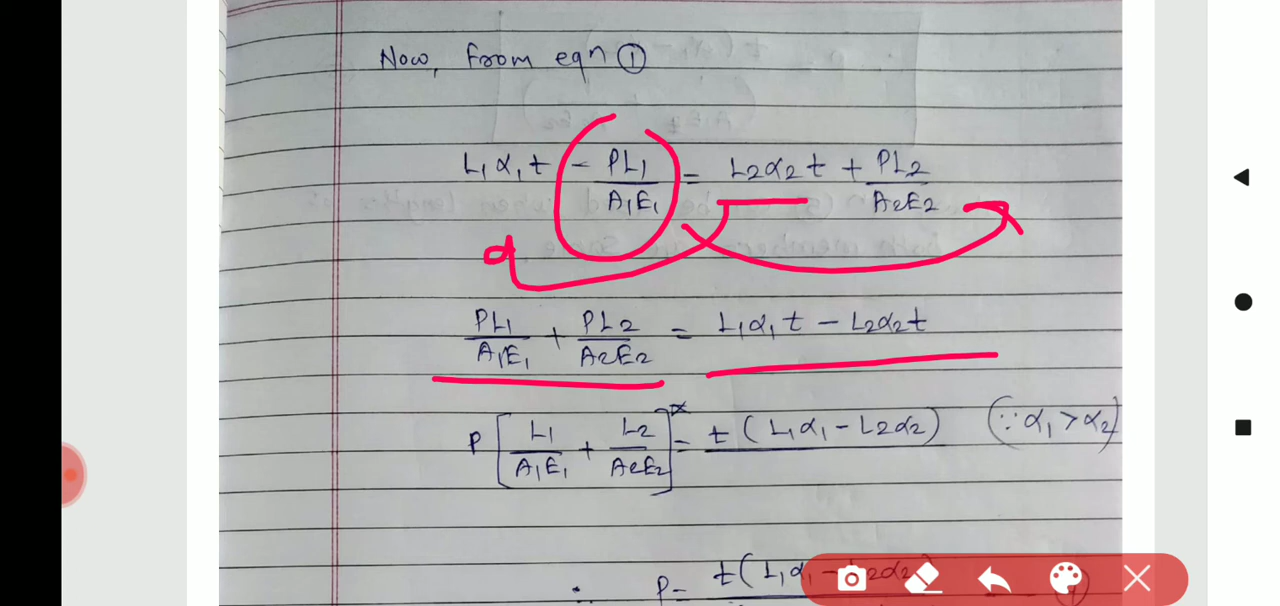 Now, from eqn ①
L₁α₁t - PL₁/A₁E₁ = L₂α₂t + PL₂/A₂E₂
PL₁/A₁E₁ + PL₂/A₂E₂ = L₁α₁t - L₂α₂t
P [L₁/A₁E₁ + L₂/A₂E₂] = t (L₁α₁ - L₂α₂) (∵ α₁ > α₂)
∴ P = t(L₁α₁ -